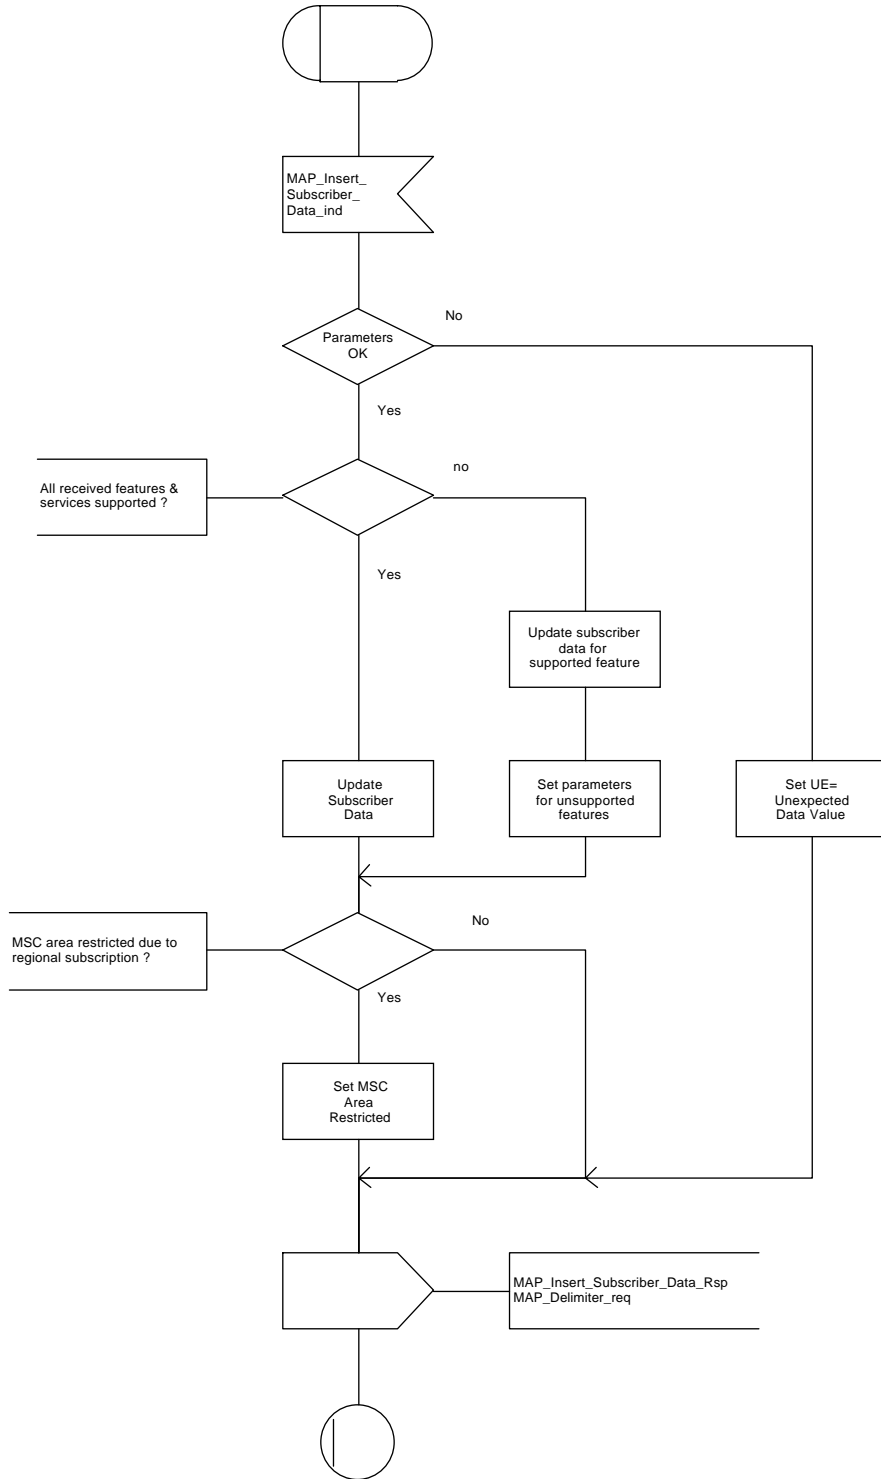 MAP_Insert_
Subscriber_
Data_ind
No
Parameters
OK
Yes
no
All received features &
services supported ?
Yes
Update subscriber
data for
supported feature
Update
Subscriber
Data
Set parameters
for unsupported
features
Set UE=
Unexpected
Data Value
No
MSC area restricted due to
regional subscription ?
Yes
Set MSC
Area
Restricted
MAP_Insert_Subscriber_Data_Rsp
MAP_Delimiter_req